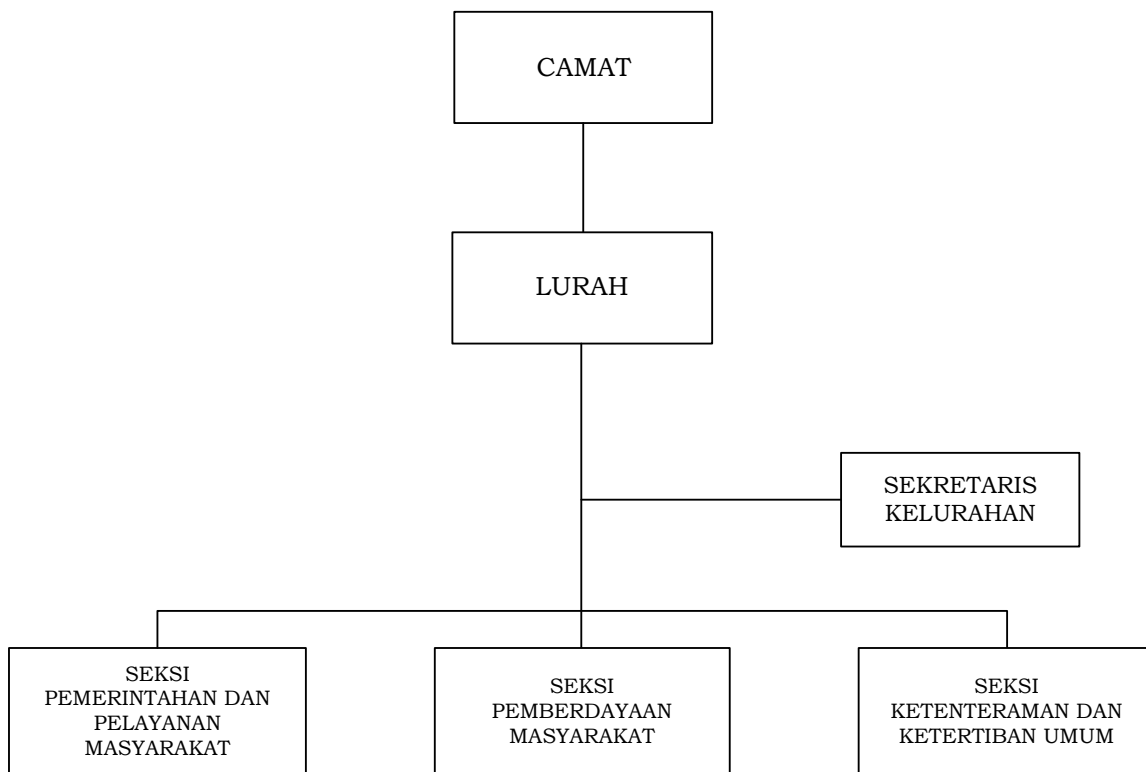 CAMAT
LURAH
SEKRETARIS
KELURAHAN
SEKSI
PEMERINTAHAN DAN
PELAYANAN
MASYARAKAT
SEKSI
PEMBERDAYAAN
MASYARAKAT
SEKSI
KETENTERAMAN DAN
KETERTIBAN UMUM